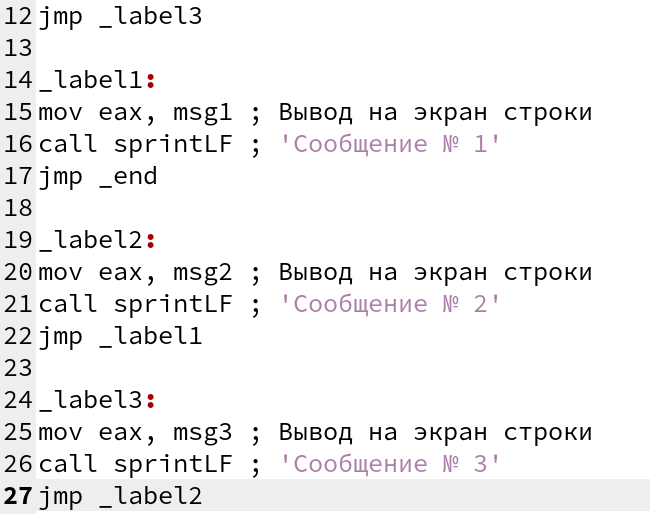 12 jmp _label3
13
14 _label1:
15 mov eax, msg1 ; Вывод на экран строки
16 call sprintLF ; 'Сообщение № 1'
17 jmp _end
18
19 _label2:
20 mov eax, msg2 ; Вывод на экран строки
21 call sprintLF ; 'Сообщение № 2'
22 jmp _label1
23
24 _label3:
25 mov eax, msg3 ; Вывод на экран строки
26 call sprintLF ; 'Сообщение № 3'
27 jmp _label2